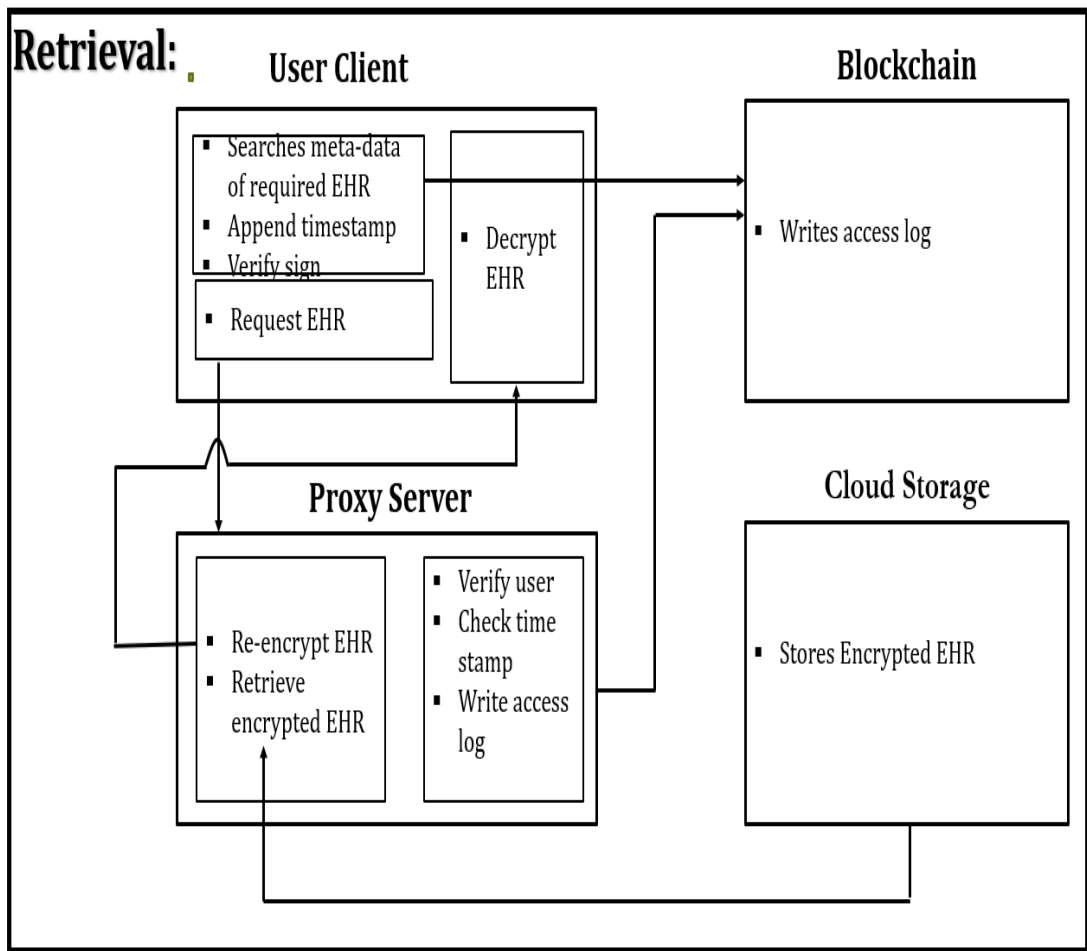 Retrieval:
User Client
Blockchain
▪ Searches meta-data
of required EHR
▪ Append timestamp
▪ Verify sign
▪ Request EHR
▪ Decrypt
EHR
▪ Writes access log
Proxy Server
Cloud Storage
▪ Re-encrypt EHR
▪ Retrieve
encrypted EHR
▪ Verify user
▪ Check time
stamp
▪ Write access
log
▪ Stores Encrypted EHR